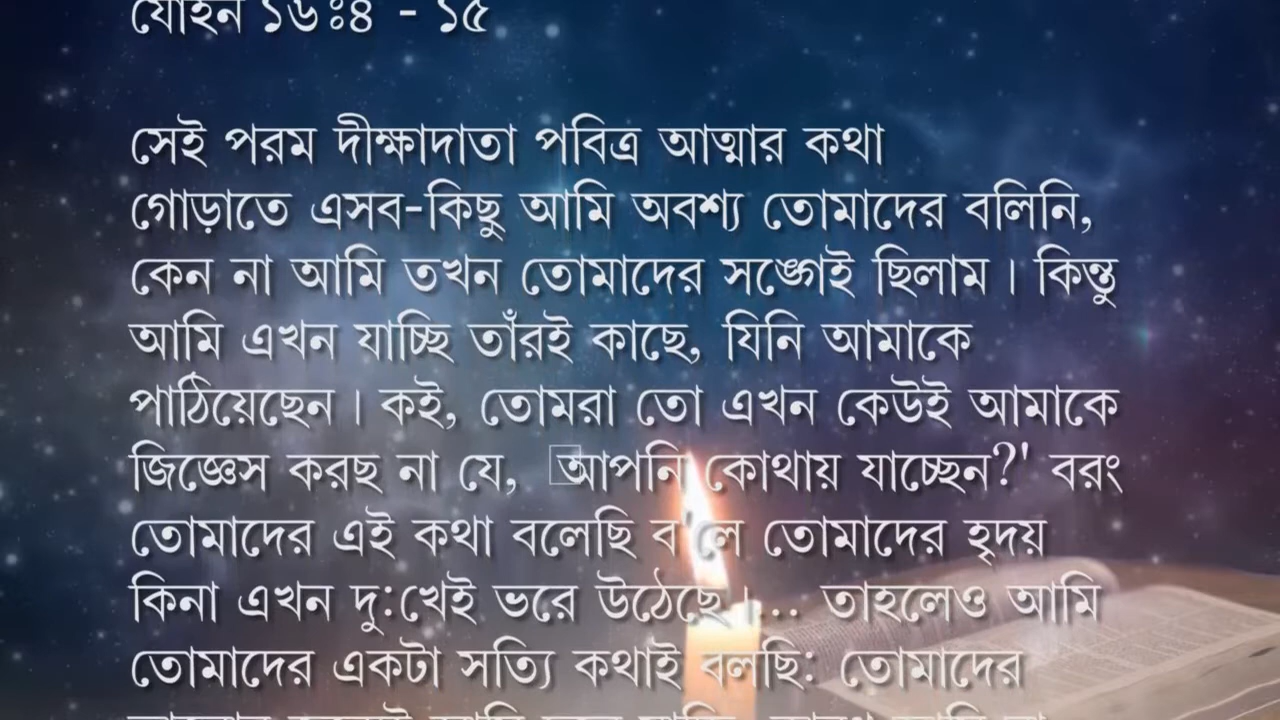 যোহন ১৬ঃ৪ - ১৫
সেই পরম দীক্ষাদাতা পবিত্র আত্মার কথা
গোড়াতে এসব-কিছু আমি অবশ্য তোমাদের বলিনি,
কেন না আমি তখন তোমাদের সঙ্গেই ছিলাম। কিন্তু
আমি এখন যাচ্ছি তাঁরই কাছে, যিনি আমাকে
পাঠিয়েছেন। কই, তোমরা তো এখন কেউই আমাকে
জিজ্ঞেস করছ না যে, আপনি কোথায় যাচ্ছেন?' বরং
তোমাদের এই কথা বলেছি ব'লে তোমাদের হৃদয়
কিনা এখন দু:খেই ভরে উঠেছে।... তাহলেও আমি
তোমাদের একটা সত্যি কথাই বলছি: তোমাদের